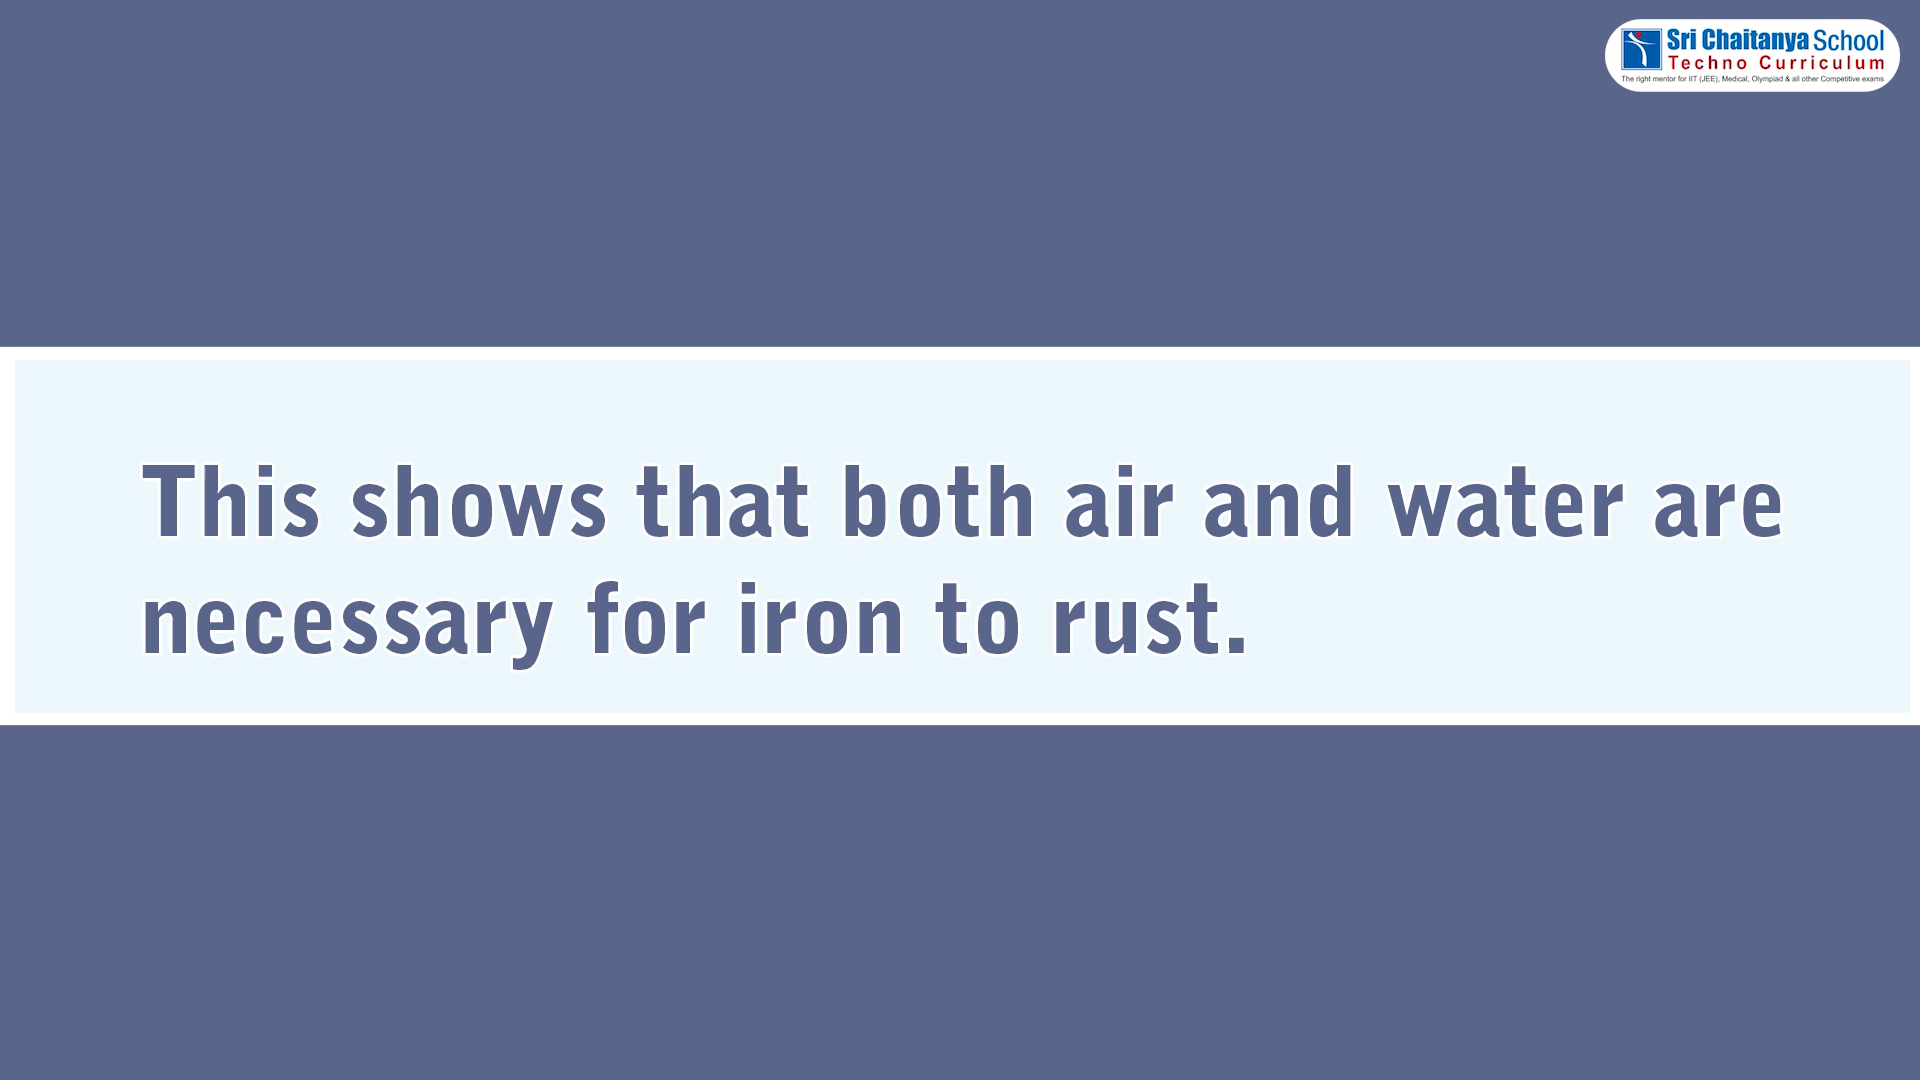 Sri Chaitanya School
Techno Curriculum
The right mentor for IIT (JEE), Medical, Olympiad & all other Competitive exams
This shows that both air and water are
necessary for iron to rust.